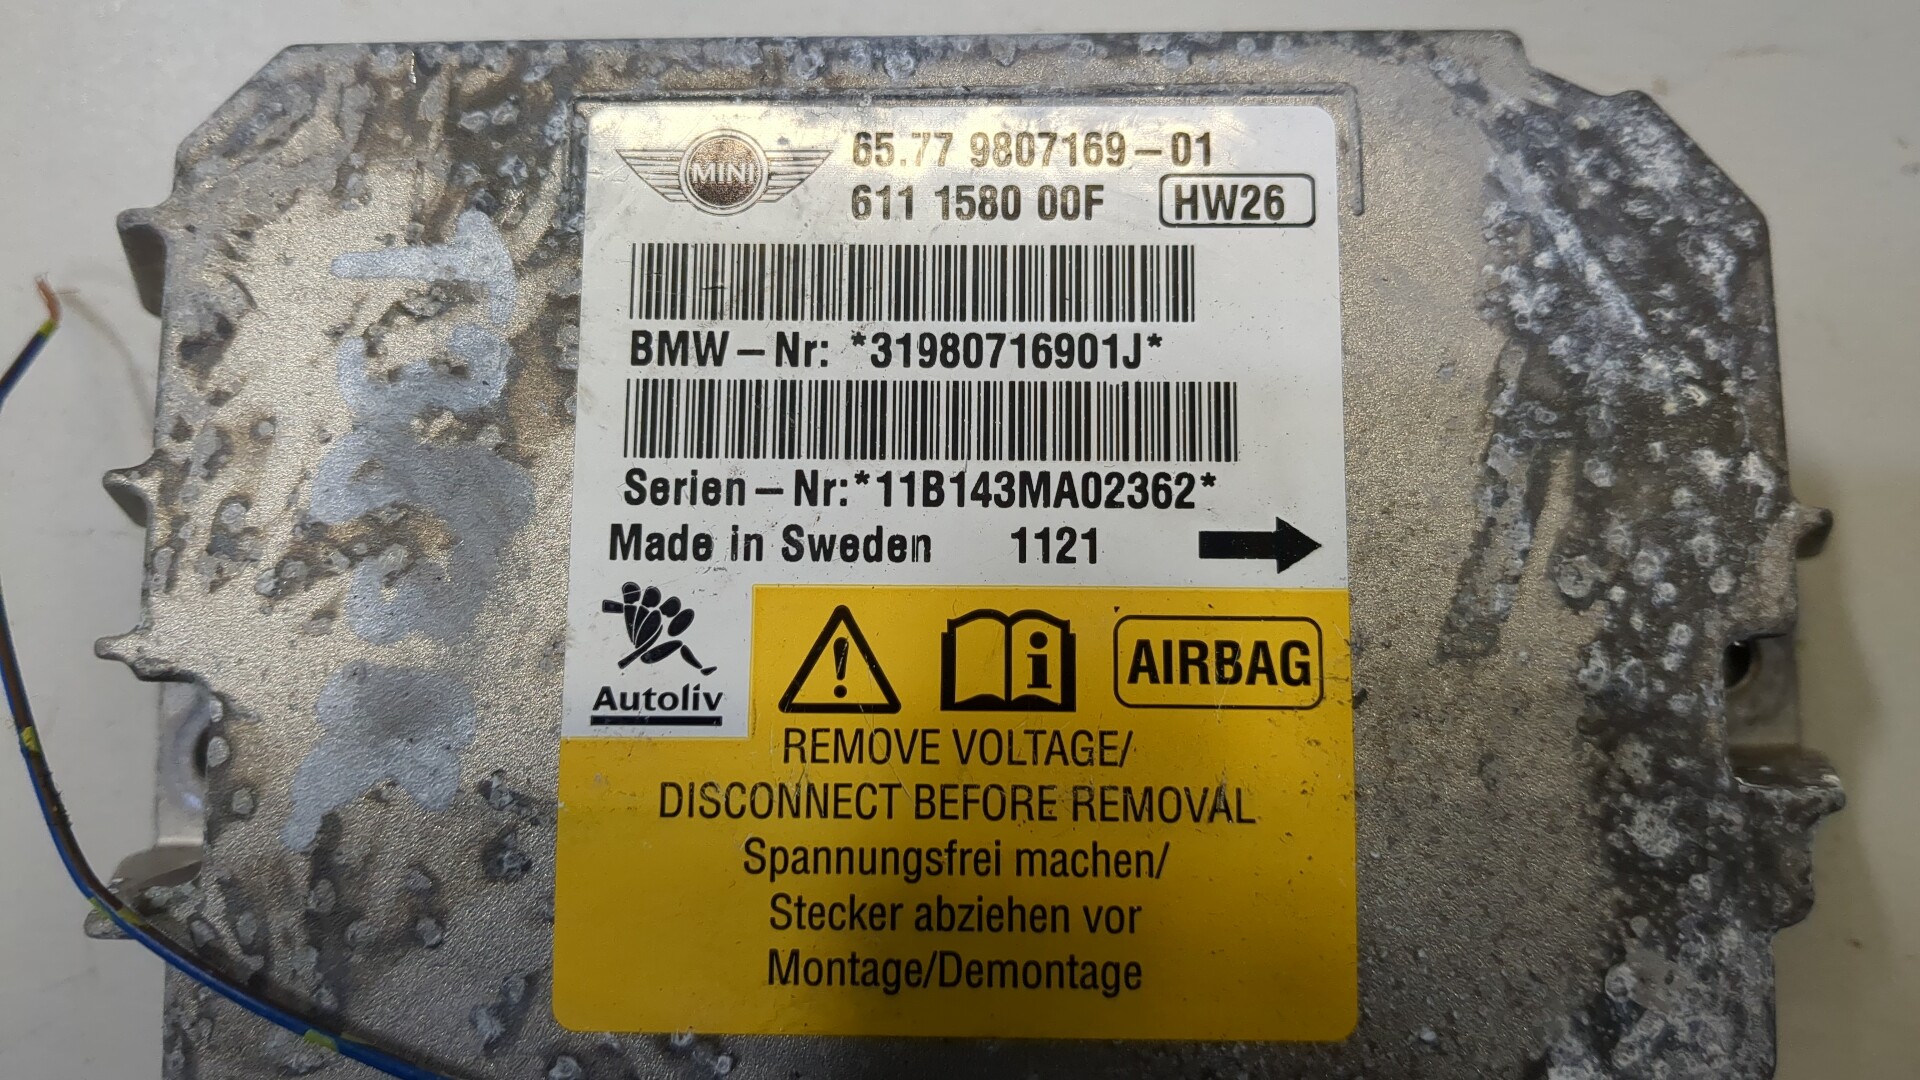 MINI
65.77 9807169-01
611 1580 00F HW26
BMW-Nr: *31980716901J*
Serien-Nr:*11B143MA02362*
Made in Sweden 1121
Autoliv
AIRBAG
REMOVE VOLTAGE/
DISCONNECT BEFORE REMOVAL
Spannungsfrei machen/
Stecker abziehen vor
Montage/Demontage